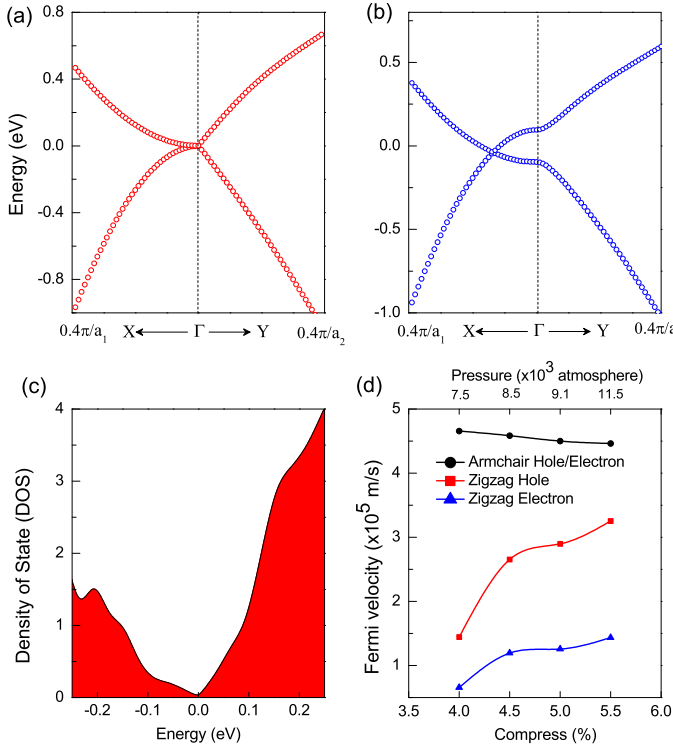 (a)
0.8
0.4
0.0
-0.4
-0.8
Energy (eV)
0.4π/a1
X
Γ
Y
0.4π/a2
(b)
0.5
0.0
-0.5
-1.0
0.4π/a1
X
Γ
Y
0.4π/a
(c)
4
3
2
1
0
Density of State (DOS)
-0.2
-0.1
0.0
0.1
0.2
Energy (eV)
(d)
Pressure (x10^3 atmosphere)
7.5
8.5
9.1
11.5
5
4
3
2
1
Fermi velocity (x10^5 m/s)
Armchair Hole/Electron
Zigzag Hole
Zigzag Electron
3.5
4.0
4.5
5.0
5.5
6.0
Compress (%)